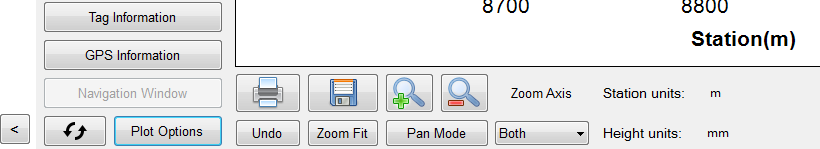 Tag Information
GPS Information
Navigation Window
<
Plot Options
8700 8800
Station(m)
Zoom Axis
Station units: m
Undo
Zoom Fit
Pan Mode
Both
Height units: mm